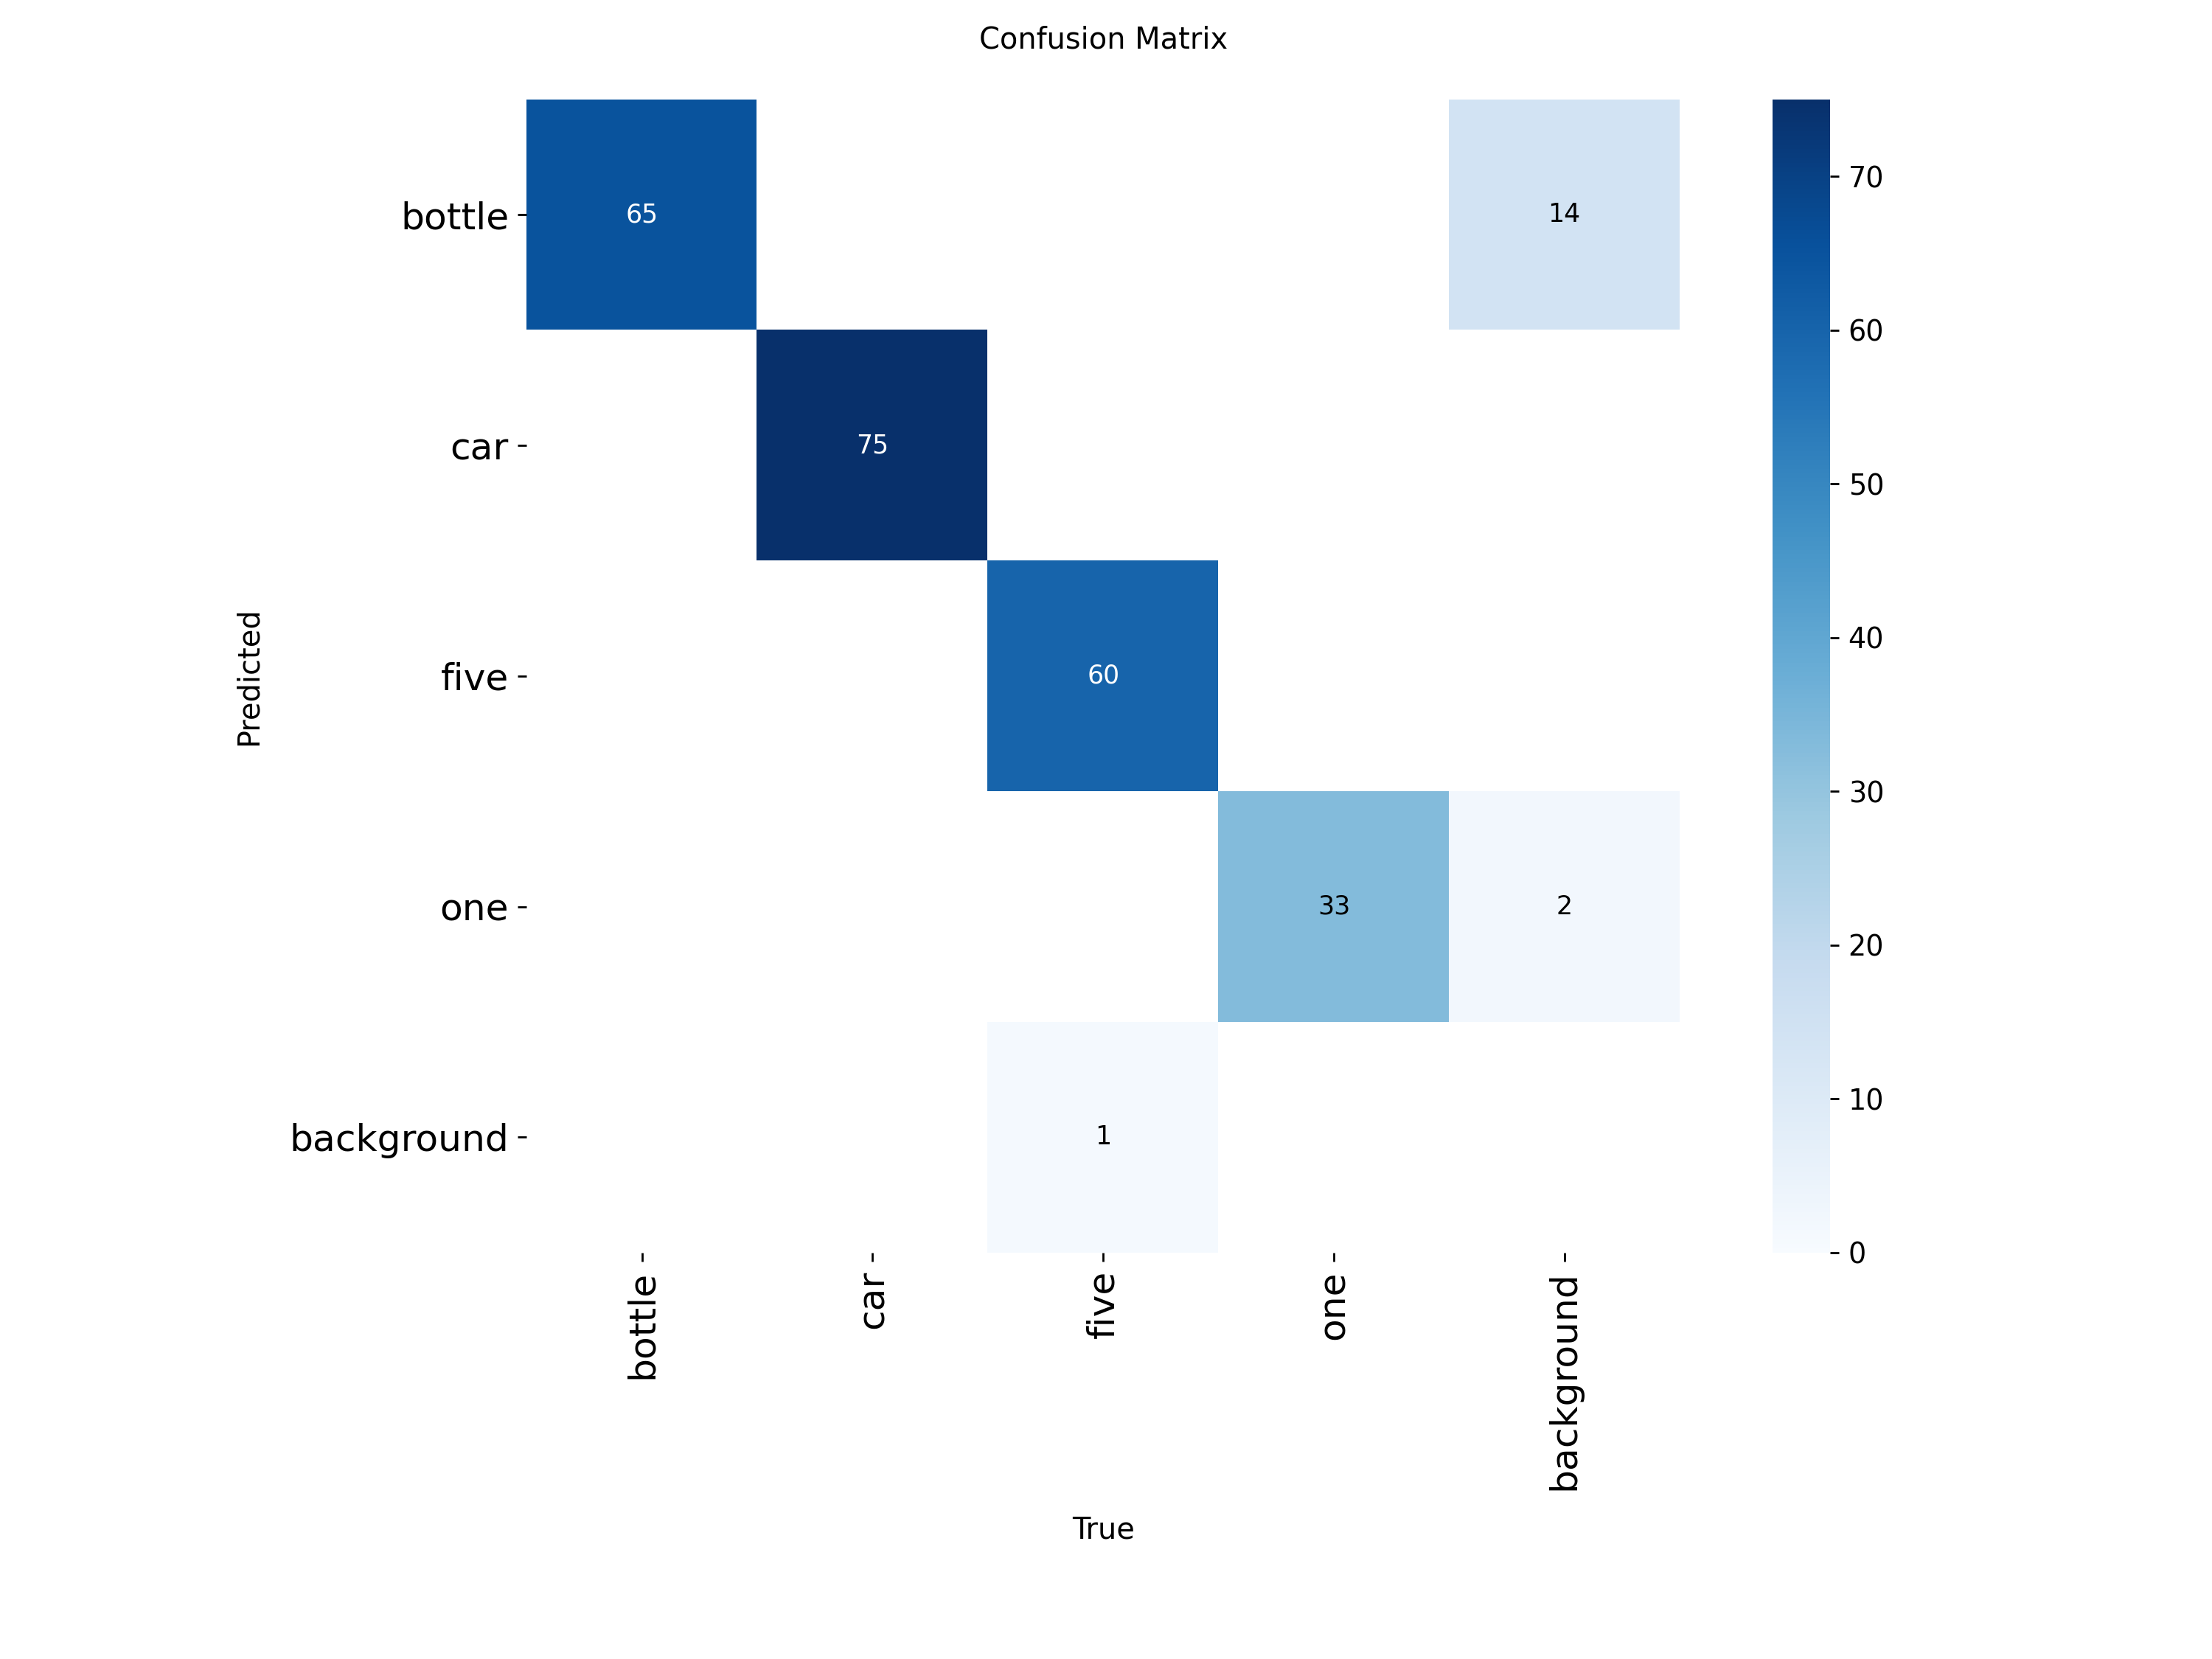 Confusion Matrix
bottle
65
14
car
75
five
60
one
33
2
background
1
bottle
car
five
one
background
Predicted
True
70
60
50
40
30
20
10
0